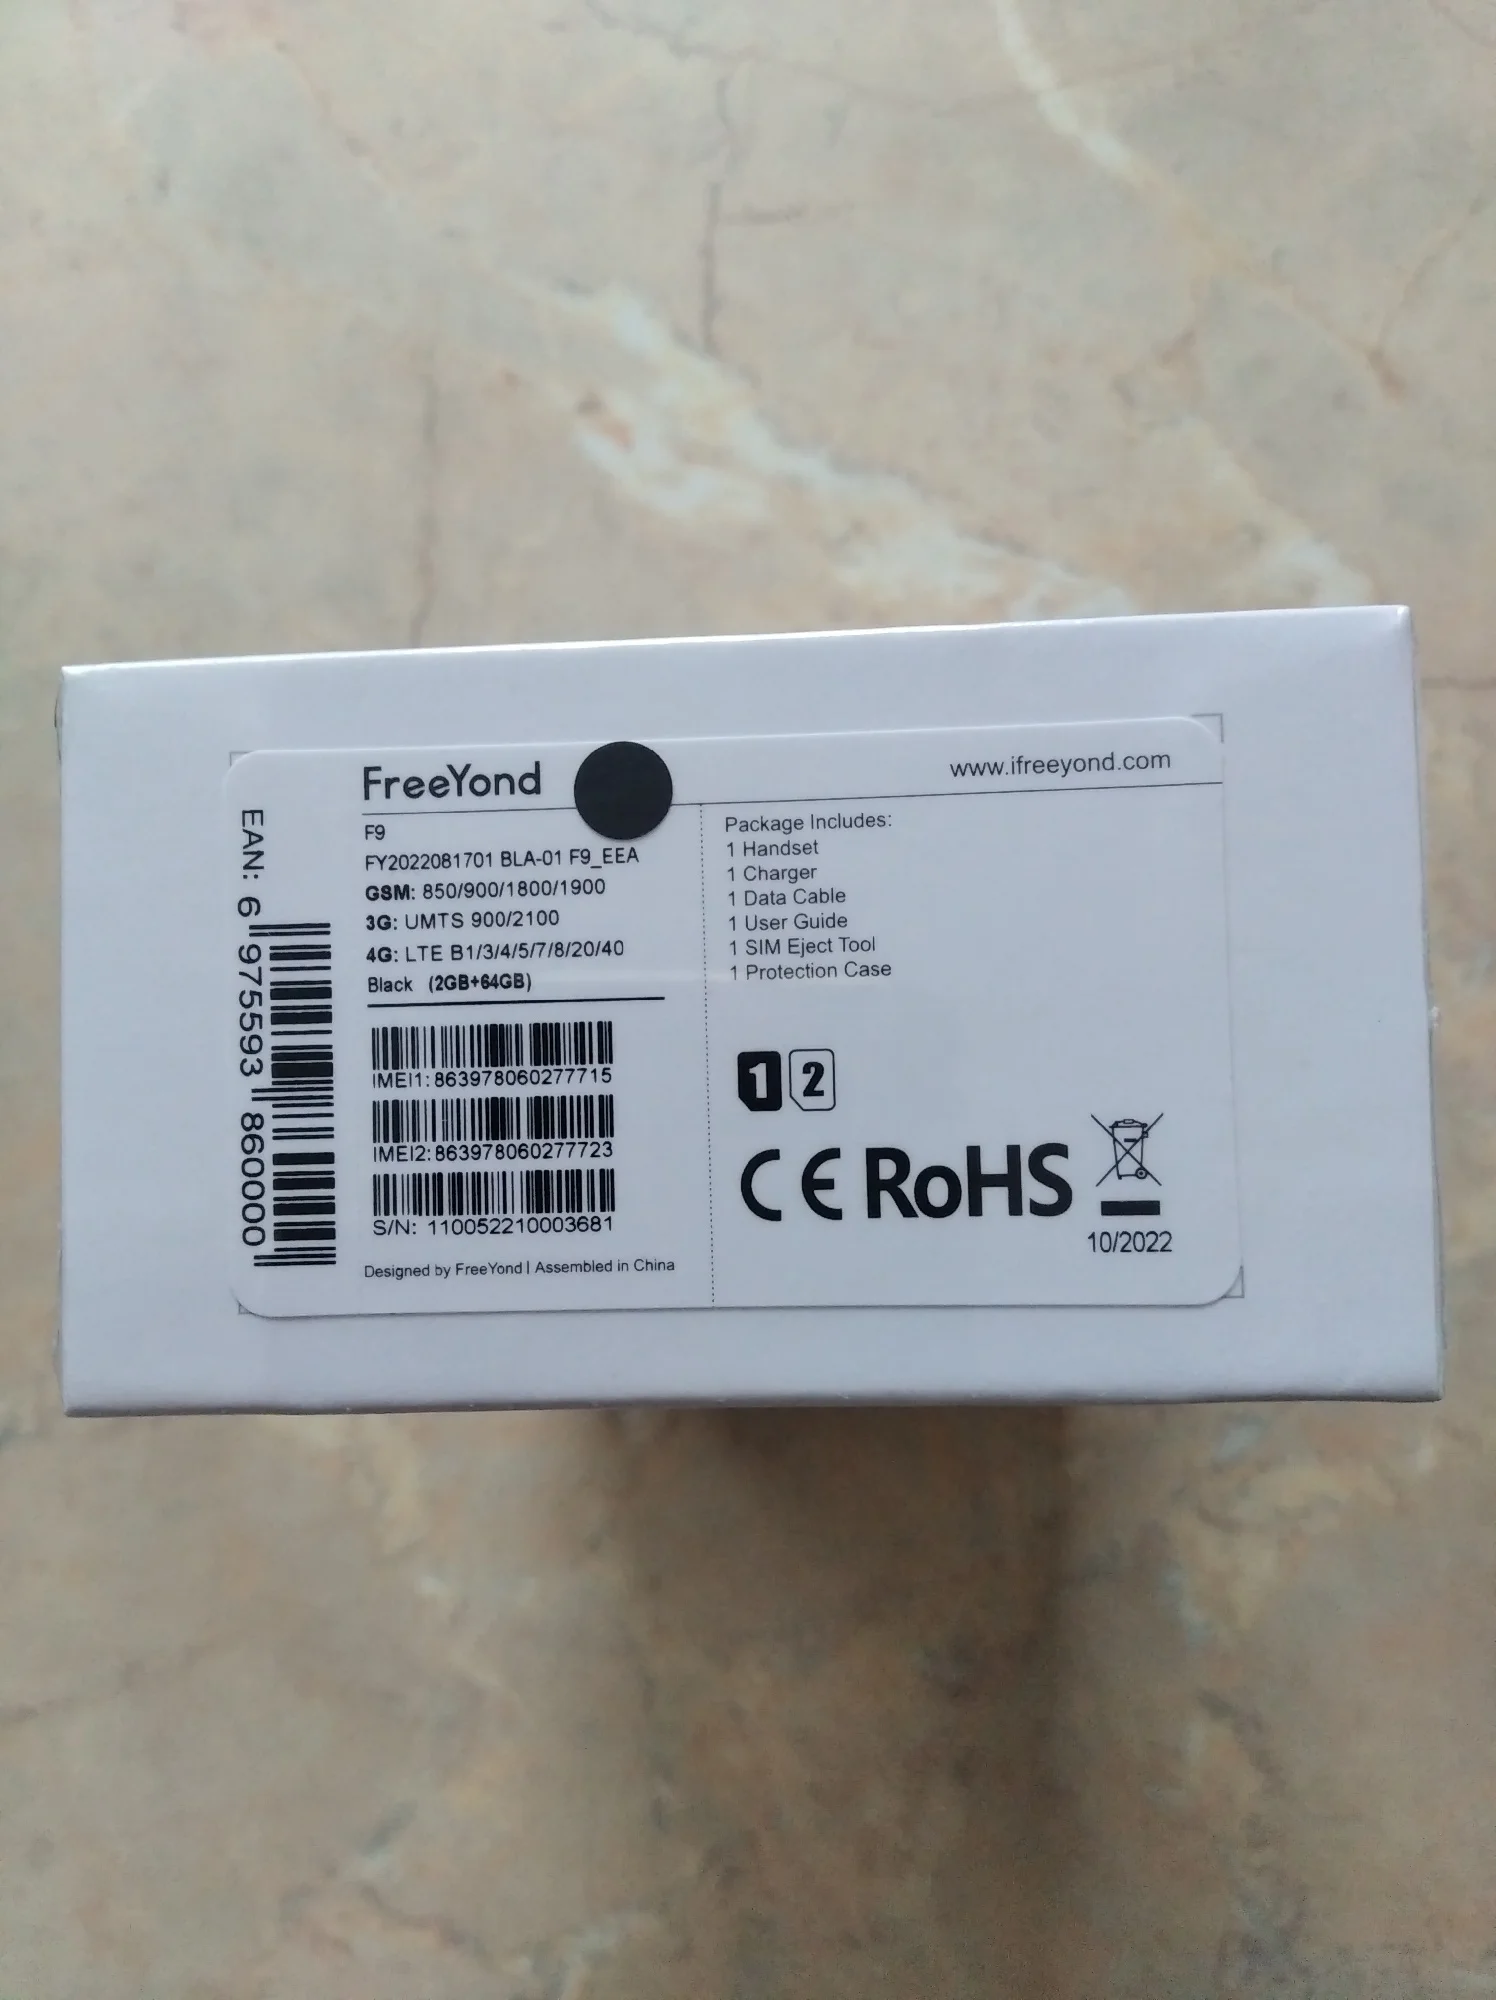 FreeYond
www.ifreeyond.com
EAN: 6 975593 860000
F9
FY2022081701 BLA-01 F9_EEA
GSM: 850/900/1800/1900
3G: UMTS 900/2100
4G: LTE B1/3/4/5/7/8/20/40
Black (2GB+64GB)
IMEI1: 863978060277715
IMEI2: 863978060277723
S/N: 110052210003681
Designed by FreeYond | Assembled in China
Package Includes:
1 Handset
1 Charger
1 Data Cable
1 User Guide
1 SIM Eject Tool
1 Protection Case
1 2
CE RoHS
10/2022